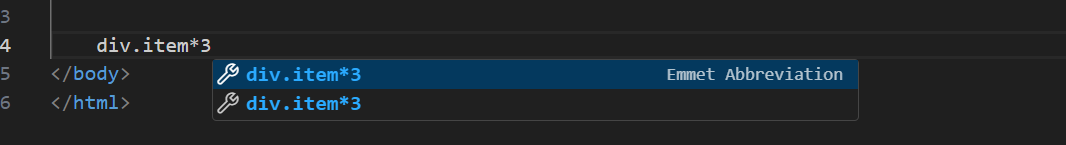 3
4 div.item*3
5 </body> div.item*3 Emmet Abbreviation
6 </html> div.item*3